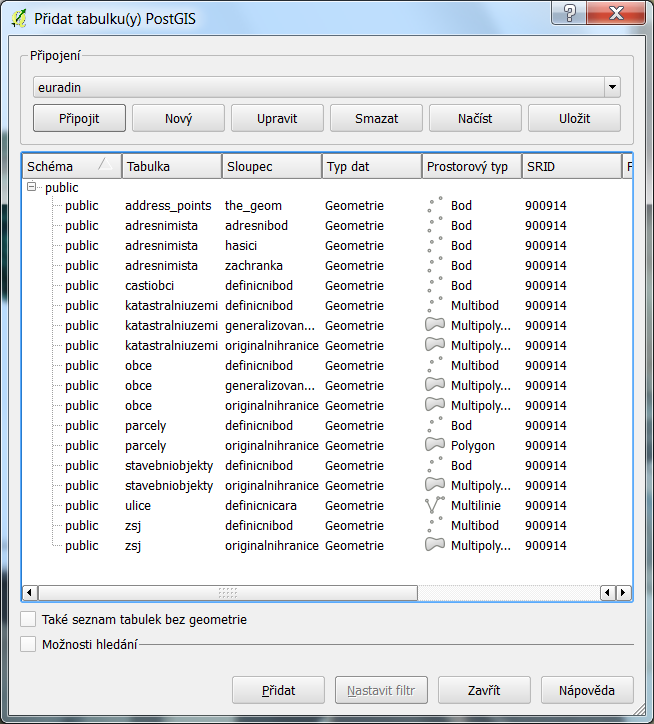 Přidat tabulku(y) PostGIS
Připojení
euradin
Připojit Nový Upravit Smazat Načíst Uložit
Schéma Tabulka Sloupec Typ dat Prostorový typ SRID
public
public address_points the_geom Geometrie Bod 900914
public adresnimista adresnibod Geometrie Bod 900914
public adresnimista hasici Geometrie Bod 900914
public adresnimista zachranka Geometrie Bod 900914
public castiobci definicnibod Geometrie Bod 900914
public katastralniuzemi definicnibod Geometrie Multibod 900914
public katastralniuzemi generalizovan... Geometrie Multipoly... 900914
public katastralniuzemi originalnihranice Geometrie Multipoly... 900914
public obce definicnibod Geometrie Multibod 900914
public obce generalizovan... Geometrie Multipoly... 900914
public obce originalnihranice Geometrie Multipoly... 900914
public parcely definicnibod Geometrie Bod 900914
public parcely originalnihranice Geometrie Polygon 900914
public stavebniobjekty definicnibod Geometrie Bod 900914
public stavebniobjekty originalnihranice Geometrie Multipoly... 900914
public ulice definicnicara Geometrie Multilinie 900914
public zsj definicnibod Geometrie Multibod 900914
public zsj originalnihranice Geometrie Multipoly... 900914
Také seznam tabulek bez geometrie
Možnosti hledání
Přidat Nastavit filtr Zavřít Nápověda